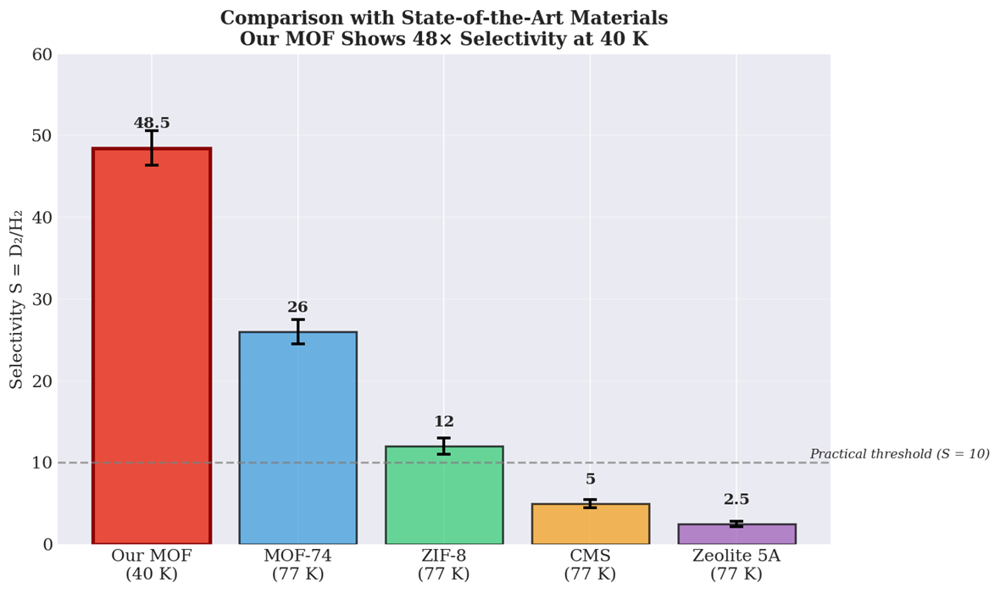 Comparison with State-of-the-Art Materials
Our MOF Shows 48× Selectivity at 40 K
Selectivity S = D₂/H₂
60
50
40
30
20
10
0
48.5
26
12
5
2.5
Practical threshold (S = 10)
Our MOF
(40 K)
MOF-74
(77 K)
ZIF-8
(77 K)
CMS
(77 K)
Zeolite 5A
(77 K)